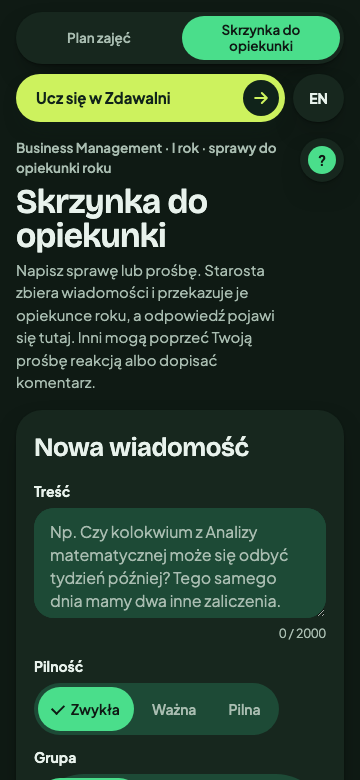 Plan zajęć
Skrzynka do
opiekunki
Ucz się w Zdawalni
EN
Business Management · I rok · sprawy do
opiekunki roku
?
Skrzynka do
opiekunki
Napisz sprawę lub prośbę. Starosta
zbiera wiadomości i przekazuje je
opiekunce roku, a odpowiedź pojawi
się tutaj. Inni mogą poprzeć Twoją
prośbę reakcją albo dopisać
komentarz.
Nowa wiadomość
Treść
Np. Czy kolokwium z Analizy
matematycznej może się odbyć
tydzień później? Tego samego
dnia mamy dwa inne zaliczenia.
0 / 2000
Pilność
Zwykła
Ważna
Pilna
Grupa